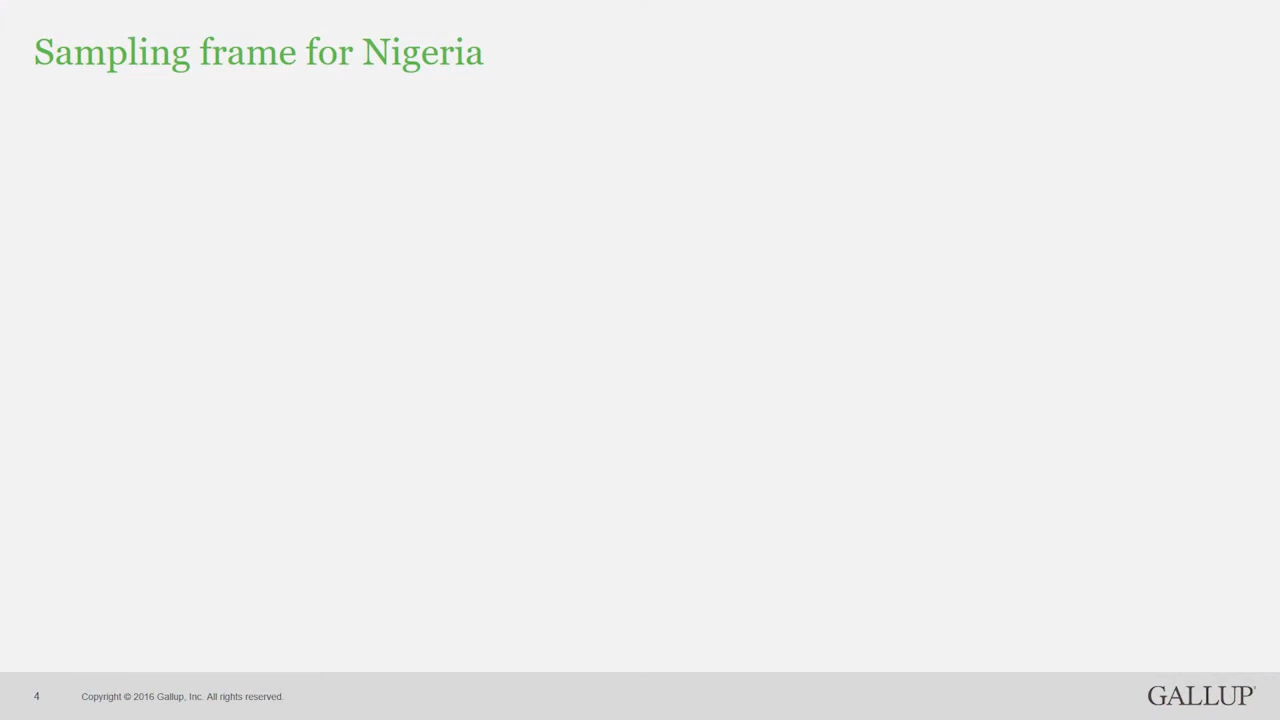 Sampling frame for Nigeria
4 Copyright © 2016 Gallup, Inc. All rights reserved.
GALLUP®